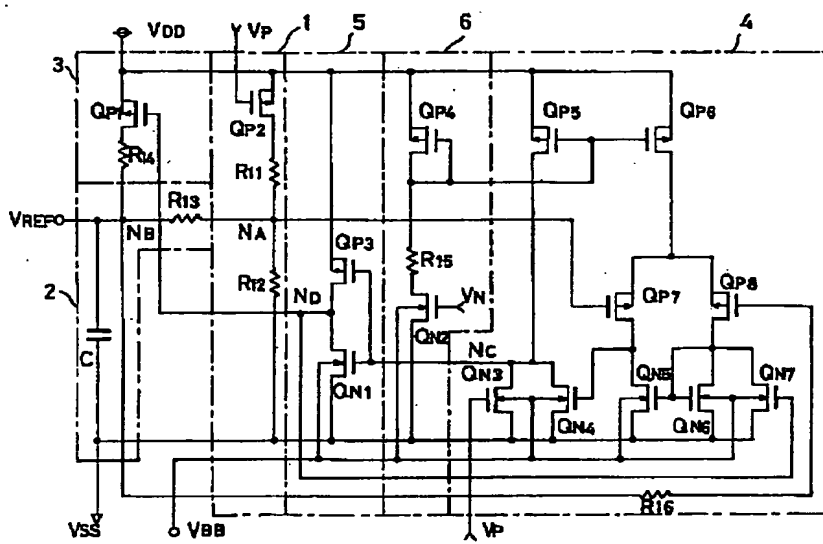 VDD VP 1 5 6 4
3
QP1 QP2 QP4 QP5 QP6
R14 R11
R13
VREF NB NA QP3 R15
2 R12 ND VN QP7 QP8
C QN1 QN2 NC
QN3 QN4 QN5 QN6 QN7
R16
VSS VBB VP